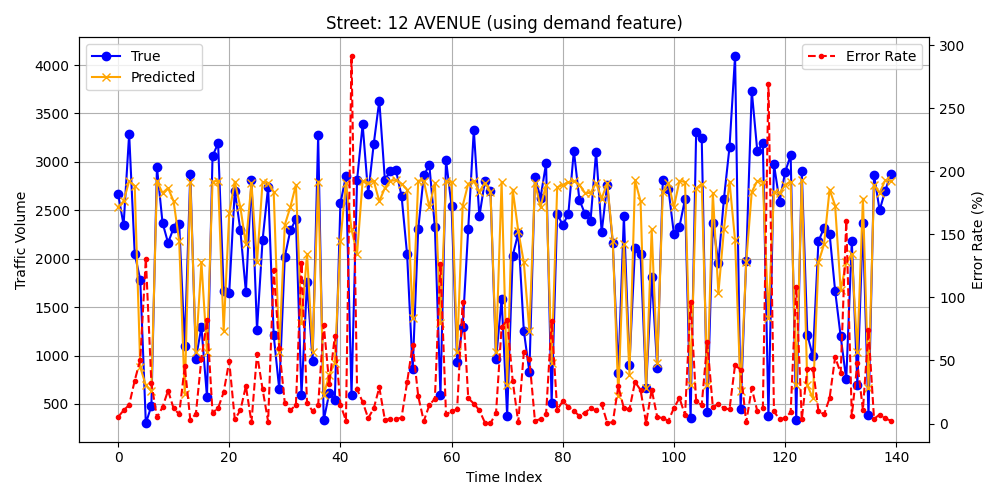 Street: 12 AVENUE (using demand feature)
True
Predicted
Error Rate
4000
3500
3000
2500
2000
1500
1000
500
Traffic Volume
300
250
200
150
100
50
0
Error Rate (%)
0 20 40 60 80 100 120 140
Time Index